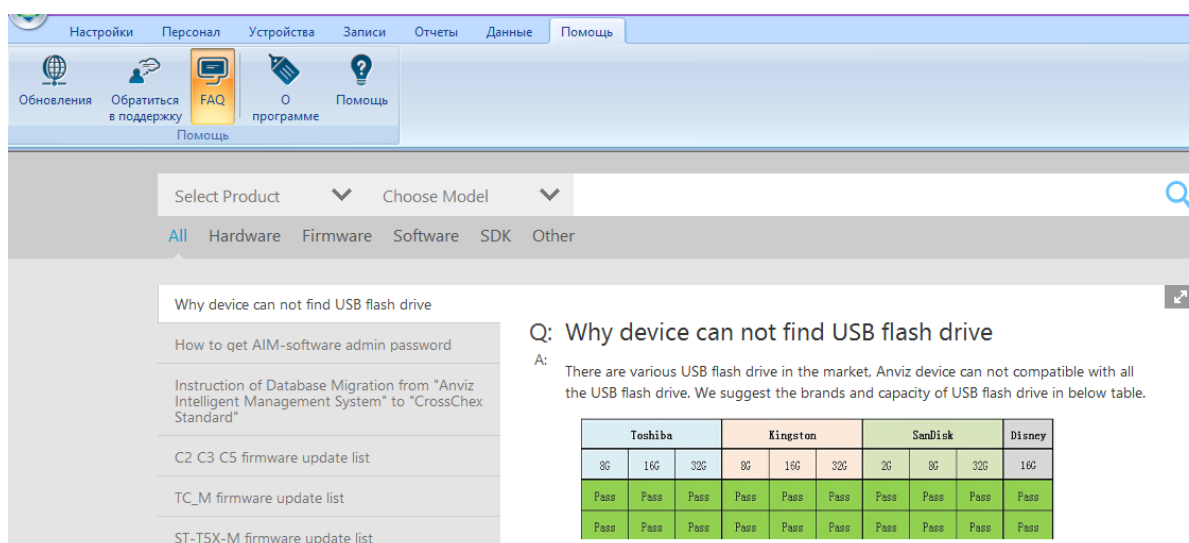 Настройки Персонал Устройства Записи Отчеты Данные Помощь
Обновления Обратиться в поддержку FAQ О программе Помощь
Помощь
Select Product Choose Model
All Hardware Firmware Software SDK Other
Why device can not find USB flash drive
How to get AIM-software admin password
Instruction of Database Migration from "Anviz
Intelligent Management System" to "CrossChex
Standard"
C2 C3 C5 firmware update list
TC_M firmware update list
ST-T5X-M firmware update list
Q: Why device can not find USB flash drive
A: There are various USB flash drive in the market, Anviz device can not compatible with all
the USB flash drive. We suggest the brands and capacity of USB flash drive in below table.
Toshiba Kingston SanDisk Disney
8G 16G 32G 8G 16G 32G 2G 8G 32G 16G
Pass Pass Pass Pass Pass Pass Pass Pass Pass Pass
Pass Pass Pass Pass Pass Pass Pass Pass Pass Pass